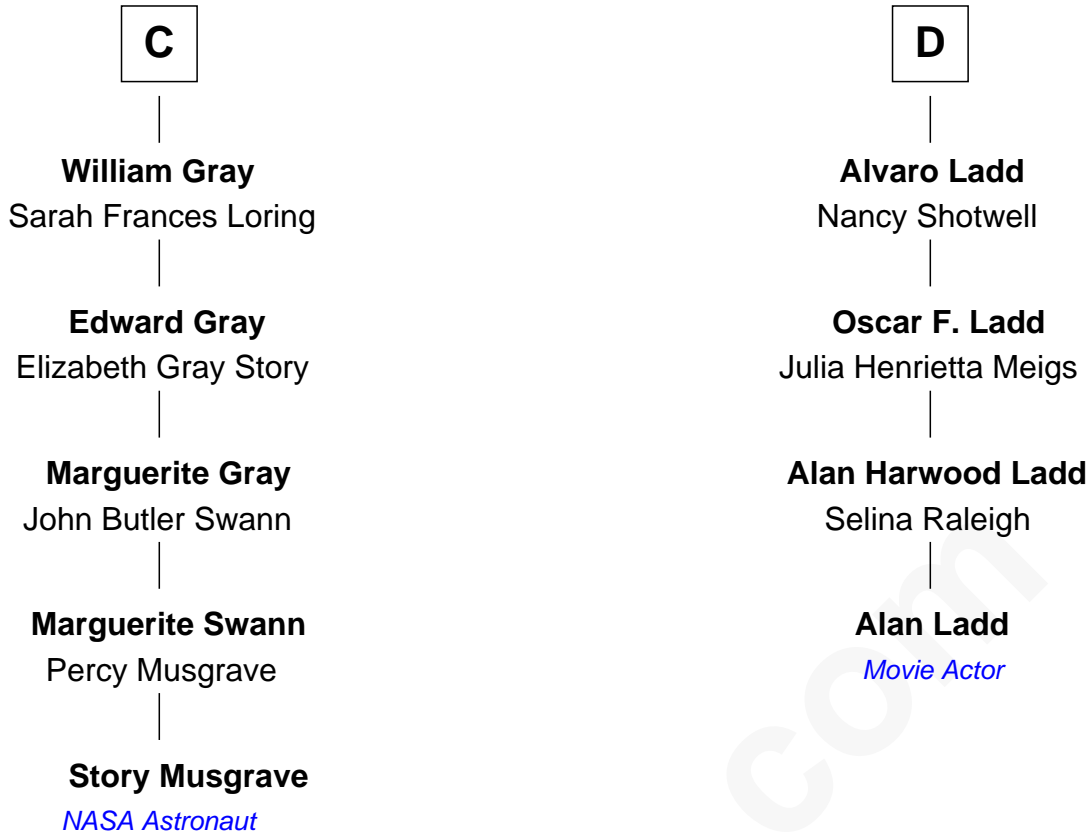 C
William Gray
Sarah Frances Loring
Edward Gray
Elizabeth Gray Story
Marguerite Gray
John Butler Swann
Marguerite Swann
Percy Musgrave
Story Musgrave
NASA Astronaut
D
Alvaro Ladd
Nancy Shotwell
Oscar F. Ladd
Julia Henrietta Meigs
Alan Harwood Ladd
Selina Raleigh
Alan Ladd
Movie Actor
com